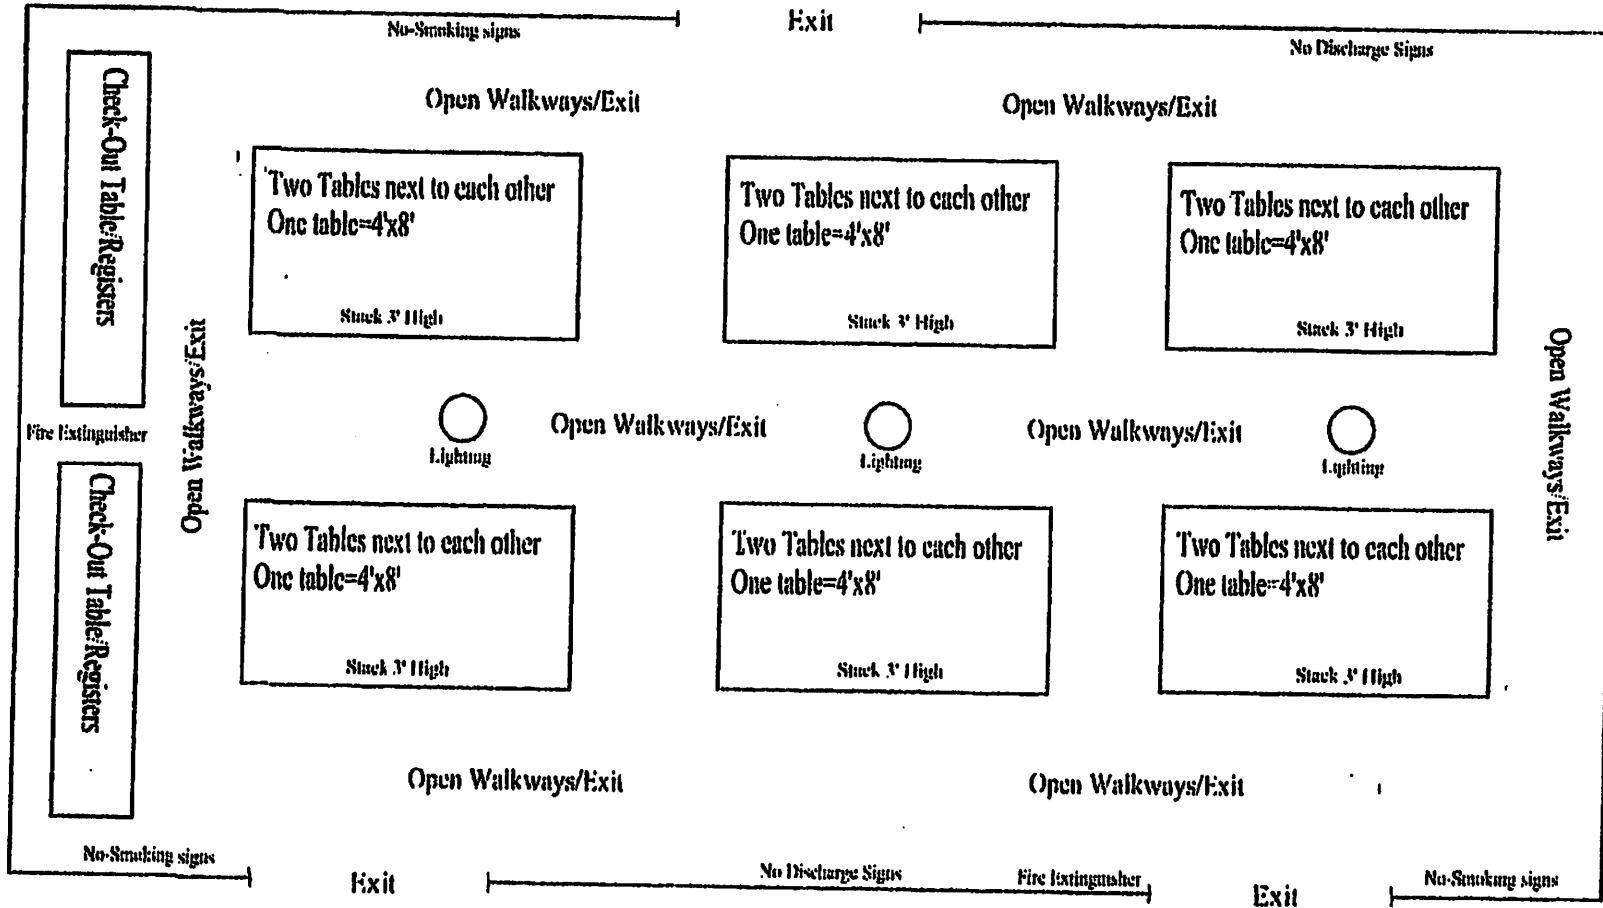 No-Smoking signs
Exit
No Discharge Signs
Open Walkways/Exit
Open Walkways/Exit
Check-Out Table/Registers
Two Tables next to each other
One table=4'x8'
Stack 3' High
Two Tables next to each other
One table=4'x8'
Stack 3' High
Two Tables next to each other
One table=4'x8'
Stack 3' High
Open Walkways/Exit
Open Walkways/Exit
Fire Extinguisher
Lighting
Open Walkways/Exit
Lighting
Open Walkways/Exit
Lighting
Check-Out Table/Registers
Two Tables next to each other
One table=4'x8'
Stack 3' High
Two Tables next to each other
One table=4'x8'
Stack 3' High
Two Tables next to each other
One table=4'x8'
Stack 3' High
Open Walkways/Exit
Open Walkways/Exit
No-Smoking signs
Exit
No Discharge Signs
Fire Extinguisher
Exit
No-Smoking signs